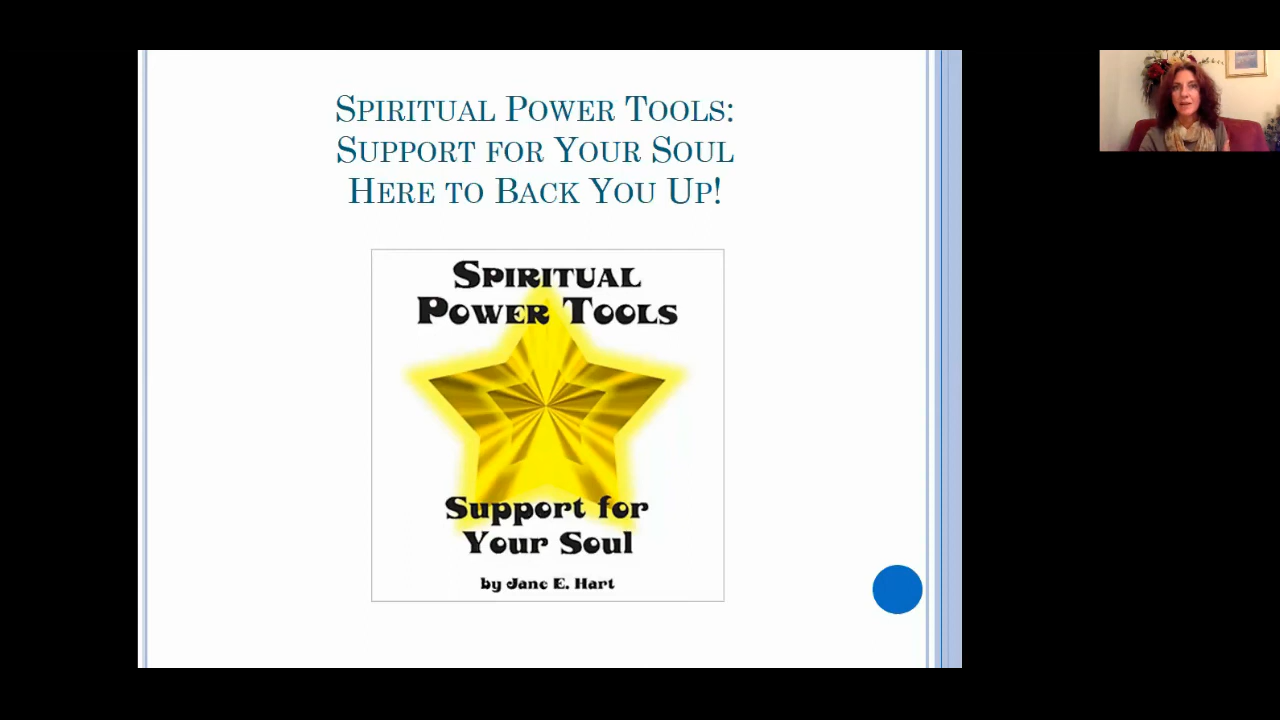 Spiritual Power Tools:
Support for Your Soul
Here to Back You Up!
Spiritual
Power Tools
Support for
Your Soul
by Jane E. Hart